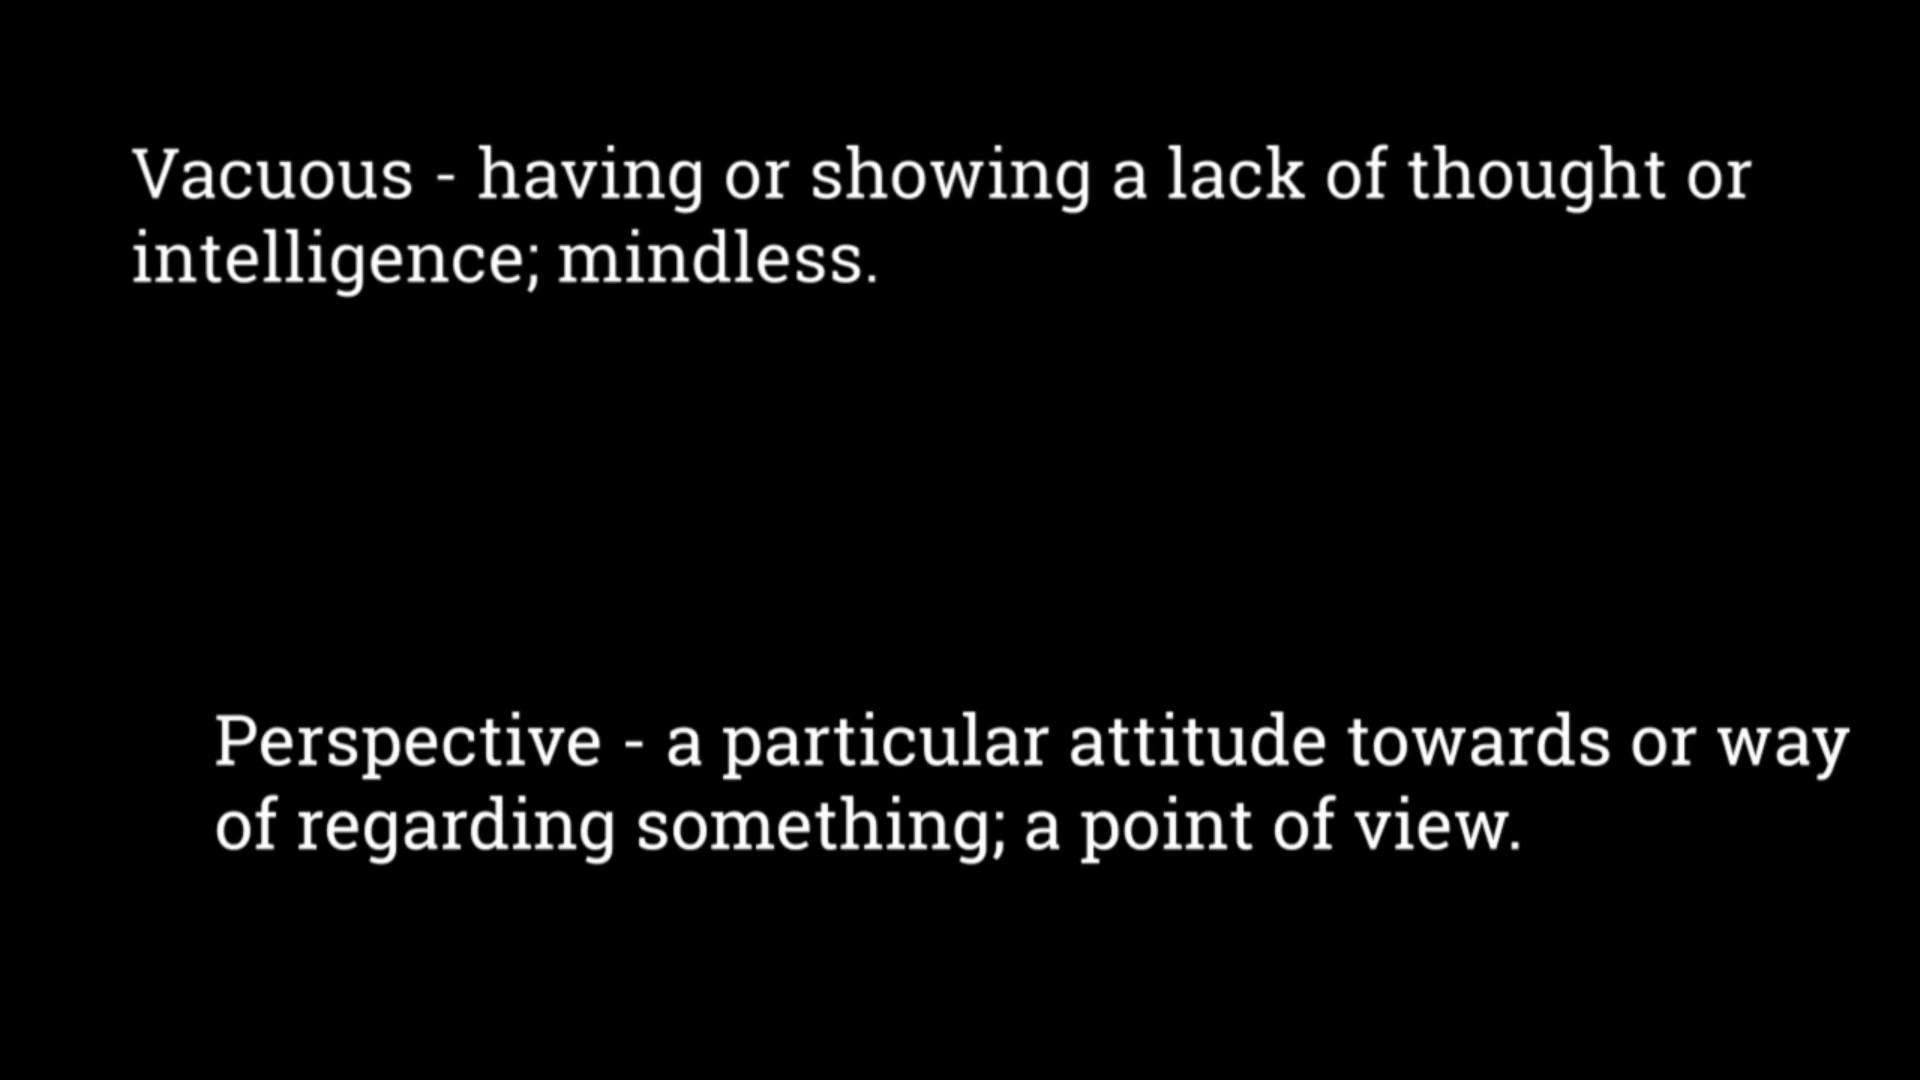 Vacuous - having or showing a lack of thought or
intelligence; mindless.
Perspective - a particular attitude towards or way
of regarding something; a point of view.